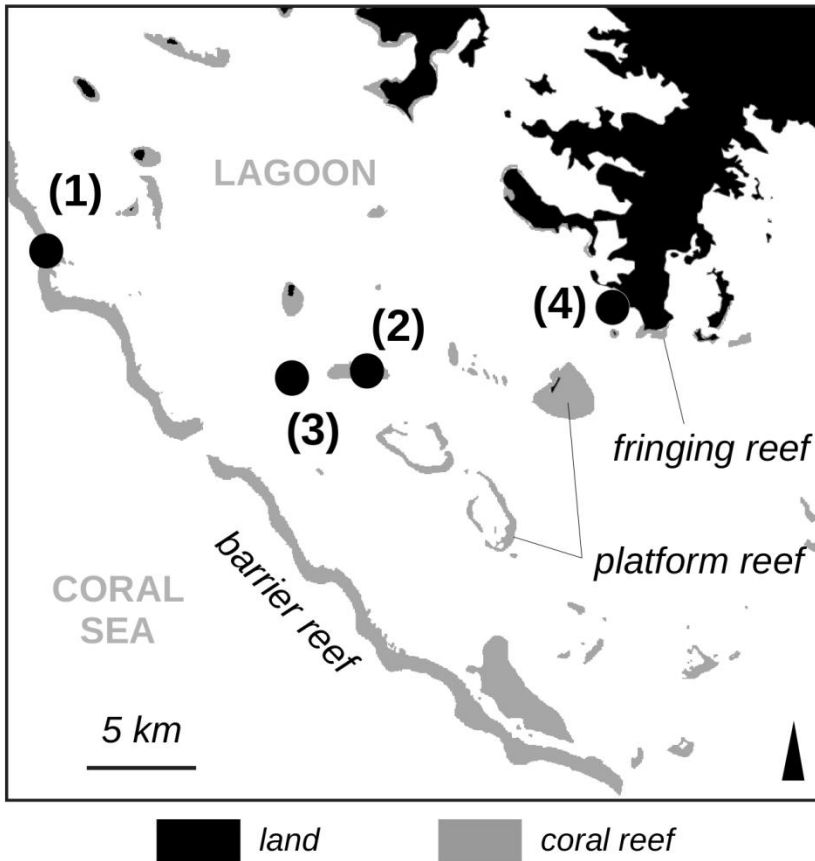 LAGOON
(1)
(2)
(4)
(3)
fringing reef
platform reef
barrier reef
CORAL
SEA
5 km
land
coral reef